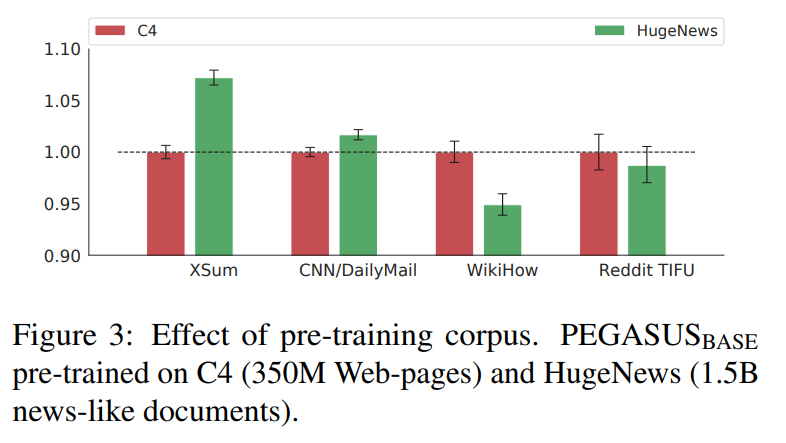 C4 HugeNews
1.10
1.05
1.00
0.95
0.90
XSum CNN/DailyMail WikiHow Reddit TIFU
Figure 3: Effect of pre-training corpus. PEGASUSBASE
pre-trained on C4 (350M Web-pages) and HugeNews (1.5B
news-like documents).